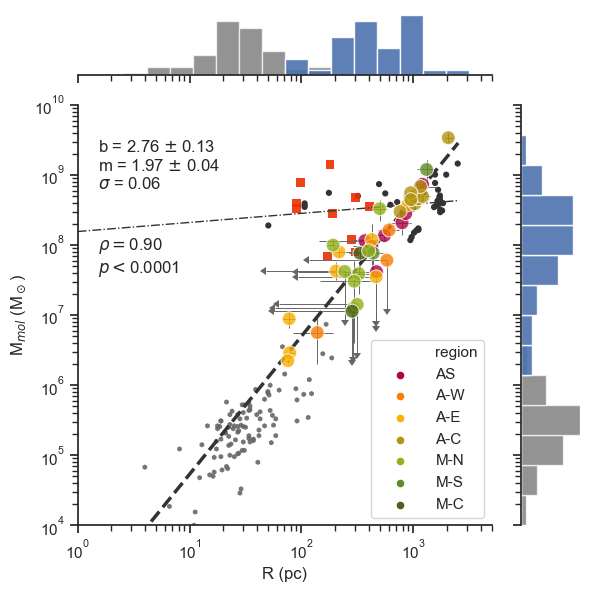 b = 2.76 ± 0.13
m = 1.97 ± 0.04
σ = 0.06
ρ = 0.90
p < 0.0001
10^10
10^9
10^8
10^7
10^6
10^5
10^4
M_mol (M_⊙)
region
AS
A-W
A-E
A-C
M-N
M-S
M-C
10^0
10^1
10^2
10^3
R (pc)